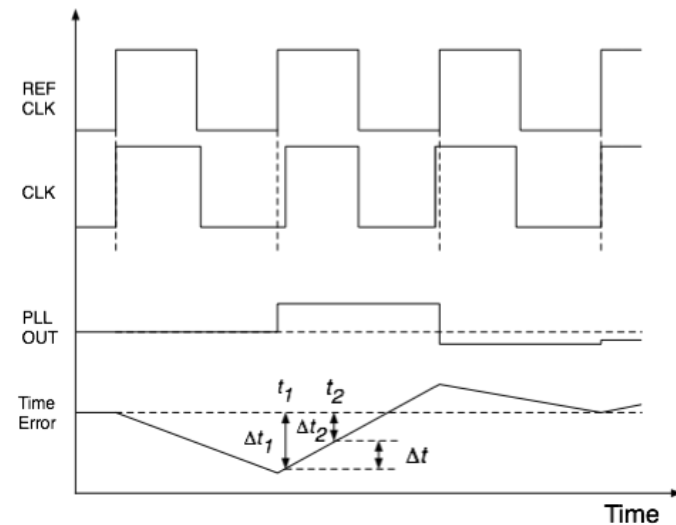 REF
CLK
CLK
PLL
OUT
t1 t2
Time
Error
Δt1 Δt2
Δt
Time